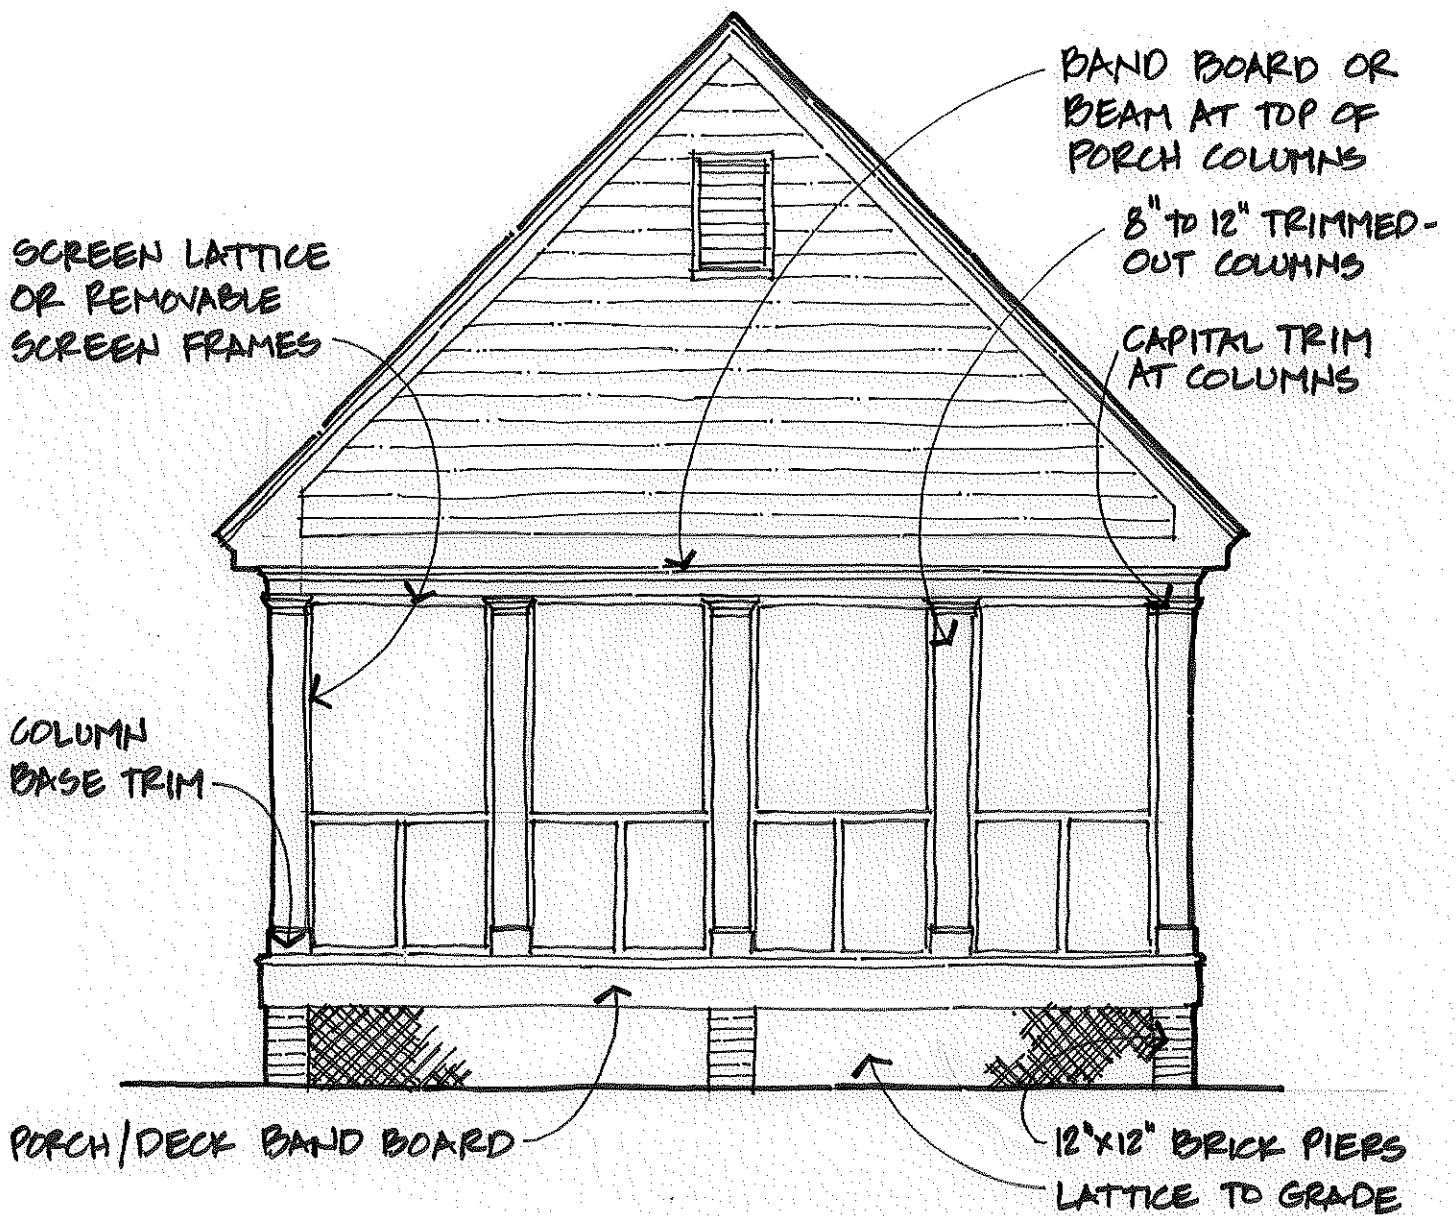 BAND BOARD OR
BEAM AT TOP OF
PORCH COLUMNS
8" TO 12" TRIMMED-
OUT COLUMNS
CAPITAL TRIM
AT COLUMNS
SCREEN LATTICE
OR REMOVABLE
SCREEN FRAMES
COLUMN
BASE TRIM
PORCH/DECK BAND BOARD
12"X12" BRICK PIERS
LATTICE TO GRADE